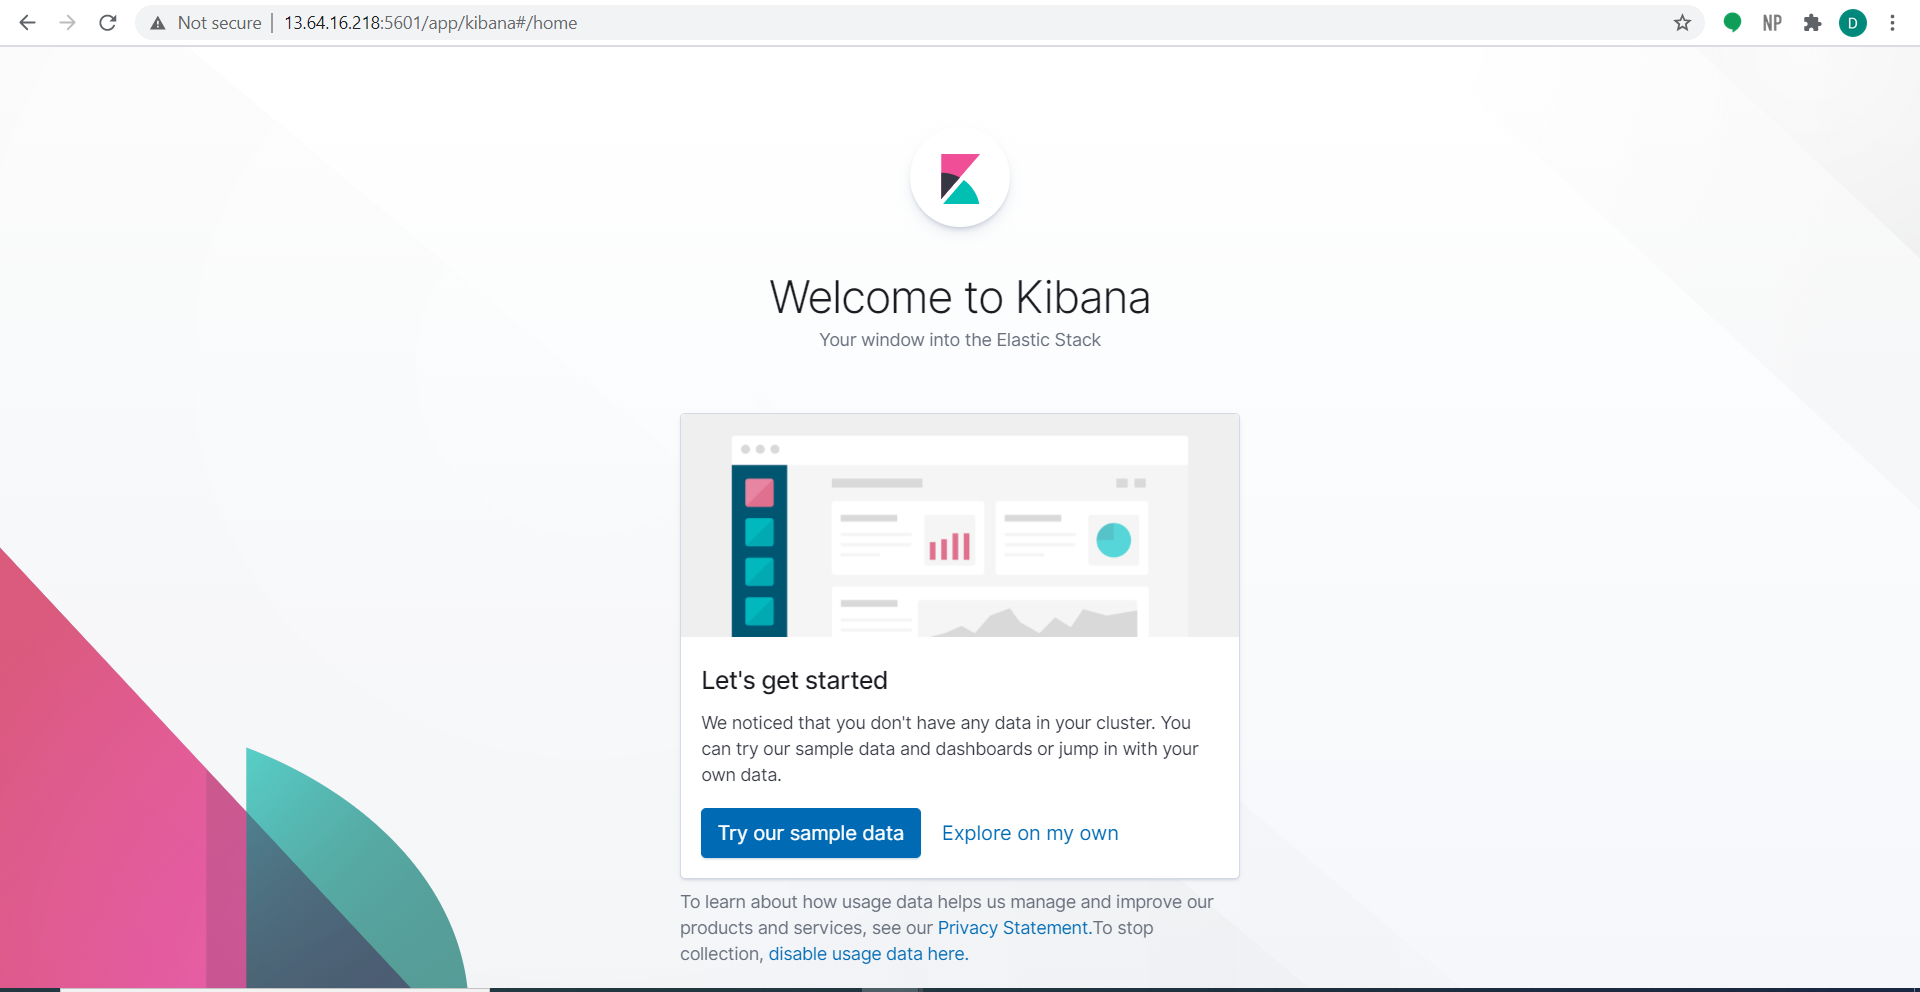 Not secure | 13.64.16.218:5601/app/kibana#/home
NP
D
Welcome to Kibana
Your window into the Elastic Stack
Let's get started
We noticed that you don't have any data in your cluster. You
can try our sample data and dashboards or jump in with your
own data.
Try our sample data
Explore on my own
To learn about how usage data helps us manage and improve our
products and services, see our Privacy Statement.To stop
collection, disable usage data here.